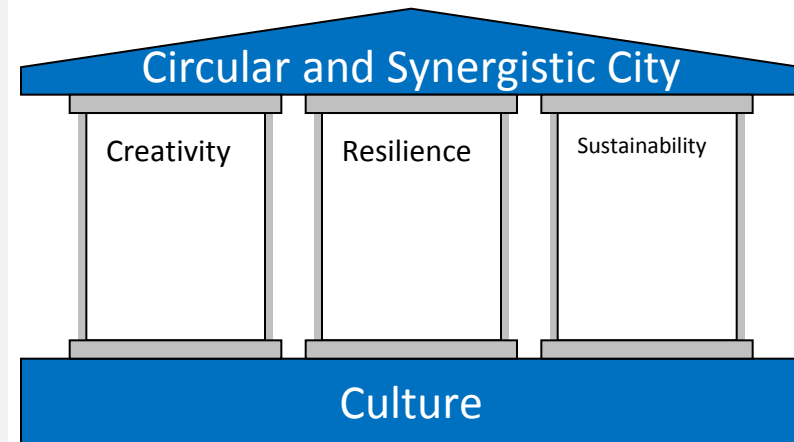 Circular and Synergistic City
Creativity
Resilience
Sustainability
Culture